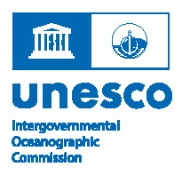 unesco
Intergovernmental
Oceanographic
Commission